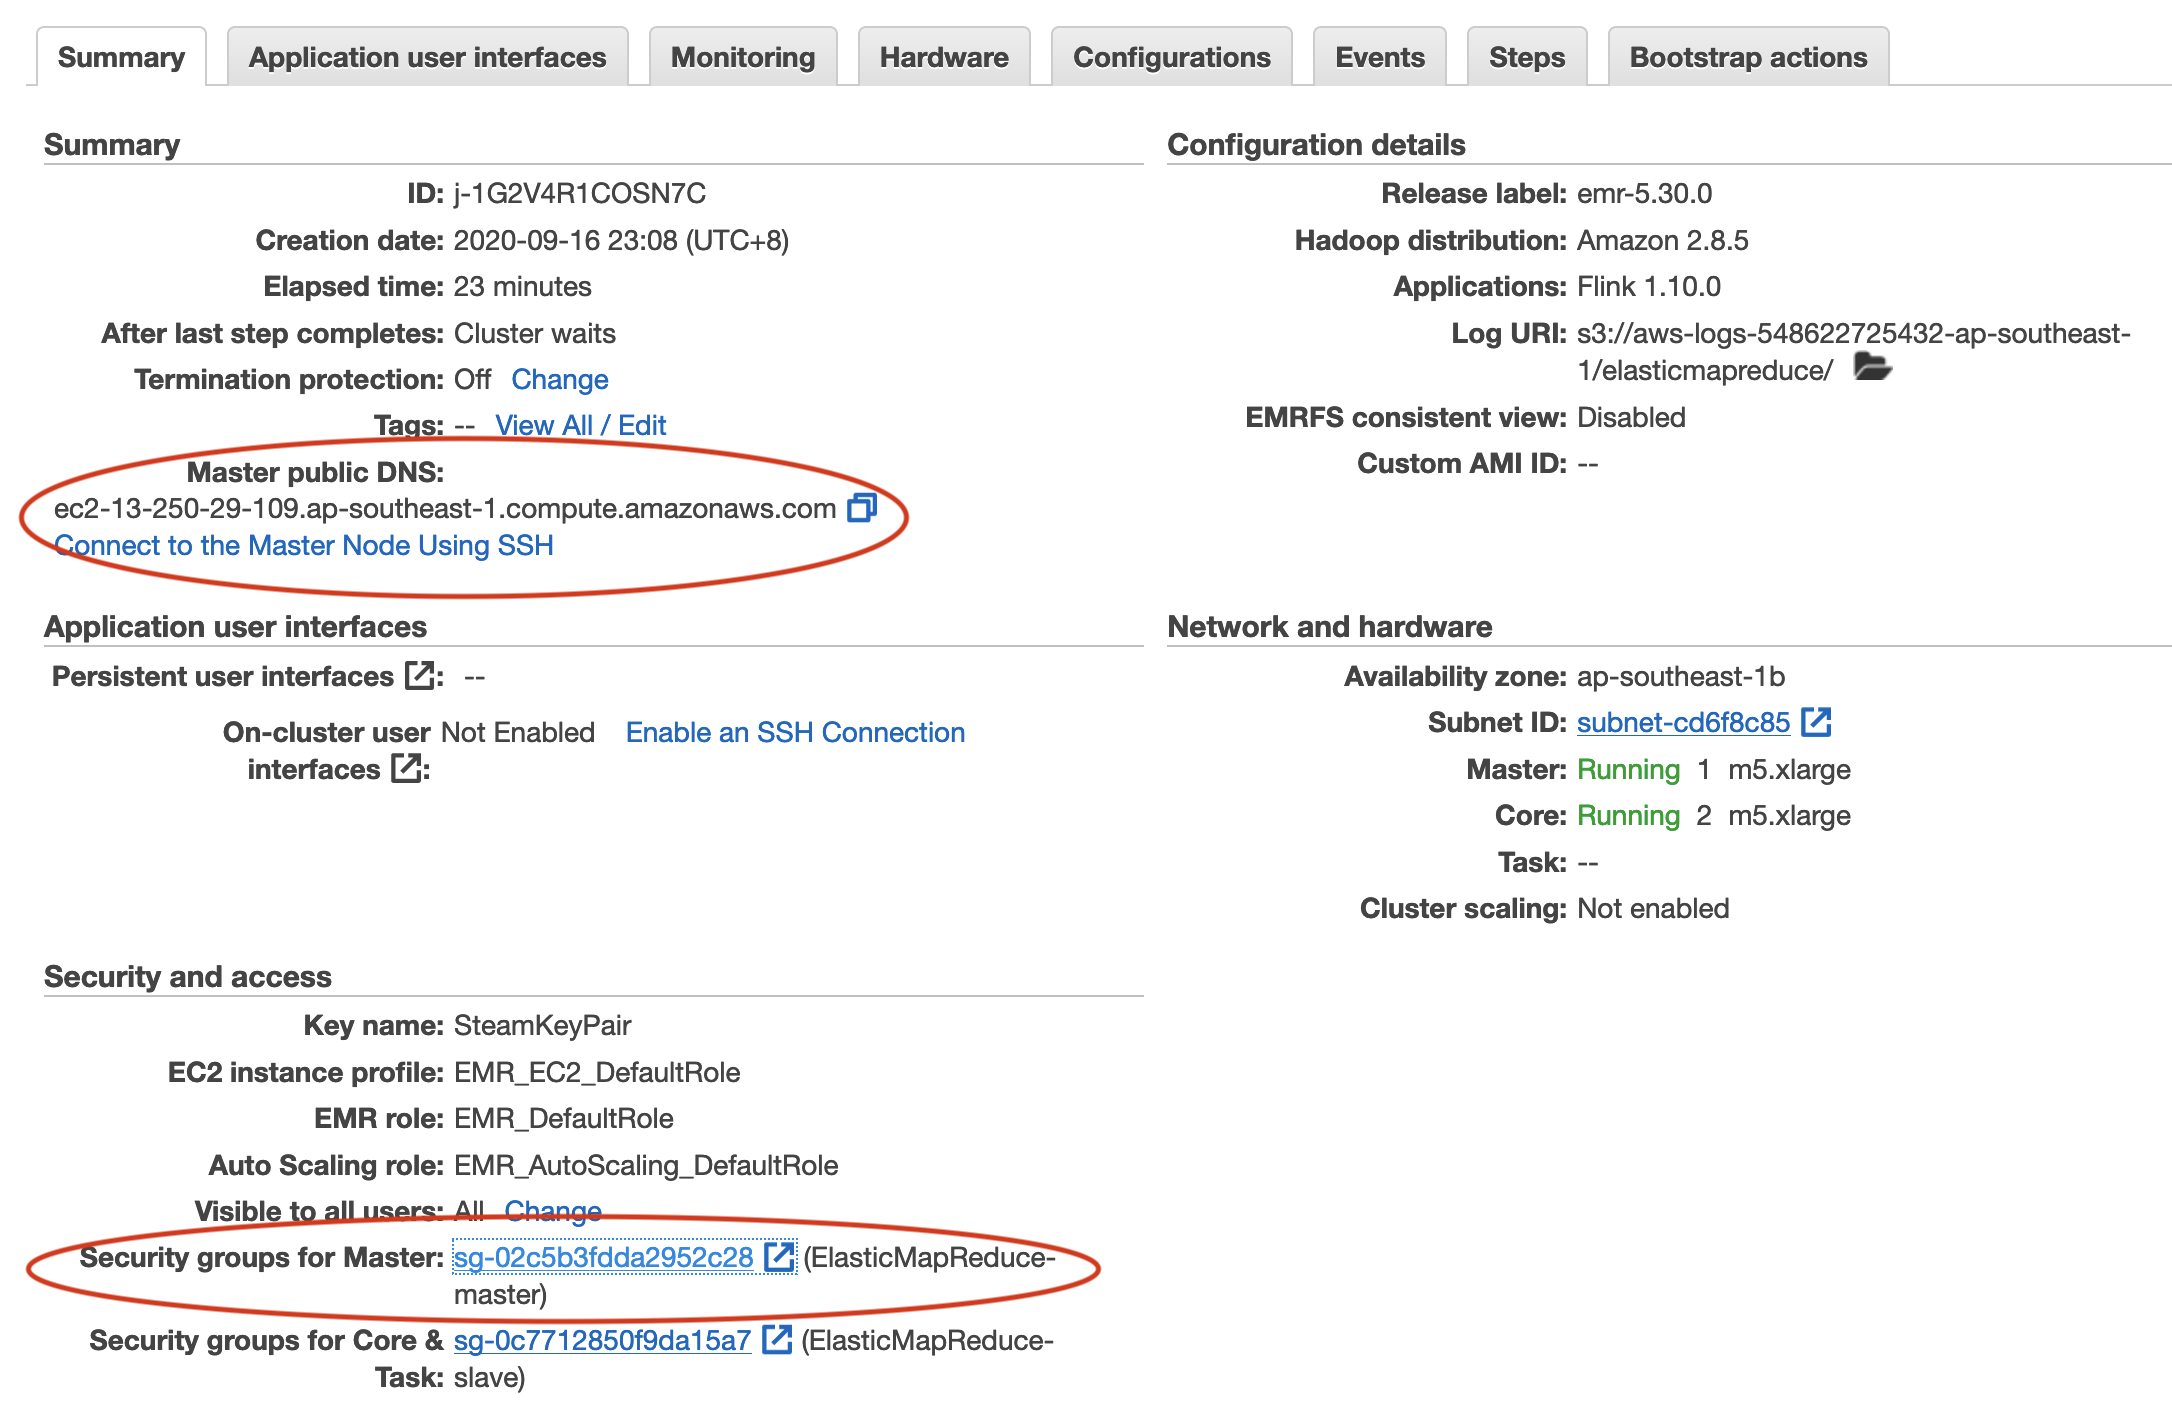 Summary Application user interfaces Monitoring Hardware Configurations Events Steps Bootstrap actions
Summary
ID: j-1G2V4R1COSN7C
Creation date: 2020-09-16 23:08 (UTC+8)
Elapsed time: 23 minutes
After last step completes: Cluster waits
Termination protection: Off Change
Tags: -- View All / Edit
Master public DNS:
ec2-13-250-29-109.ap-southeast-1.compute.amazonaws.com
Connect to the Master Node Using SSH
Configuration details
Release label: emr-5.30.0
Hadoop distribution: Amazon 2.8.5
Applications: Flink 1.10.0
Log URI: s3://aws-logs-548622725432-ap-southeast-
1/elasticmapreduce/
EMRFS consistent view: Disabled
Custom AMI ID: --
Application user interfaces
Persistent user interfaces : --
On-cluster user Not Enabled Enable an SSH Connection
interfaces :
Network and hardware
Availability zone: ap-southeast-1b
Subnet ID: subnet-cd6f8c85
Master: Running 1 m5.xlarge
Core: Running 2 m5.xlarge
Task: --
Cluster scaling: Not enabled
Security and access
Key name: SteamKeyPair
EC2 instance profile: EMR_EC2_DefaultRole
EMR role: EMR_DefaultRole
Auto Scaling role: EMR_AutoScaling_DefaultRole
Visible to all users: All Change
Security groups for Master: sg-02c5b3fdda2952c28 (ElasticMapReduce-
master)
Security groups for Core & sg-0c7712850f9da15a7 (ElasticMapReduce-
Task: slave)